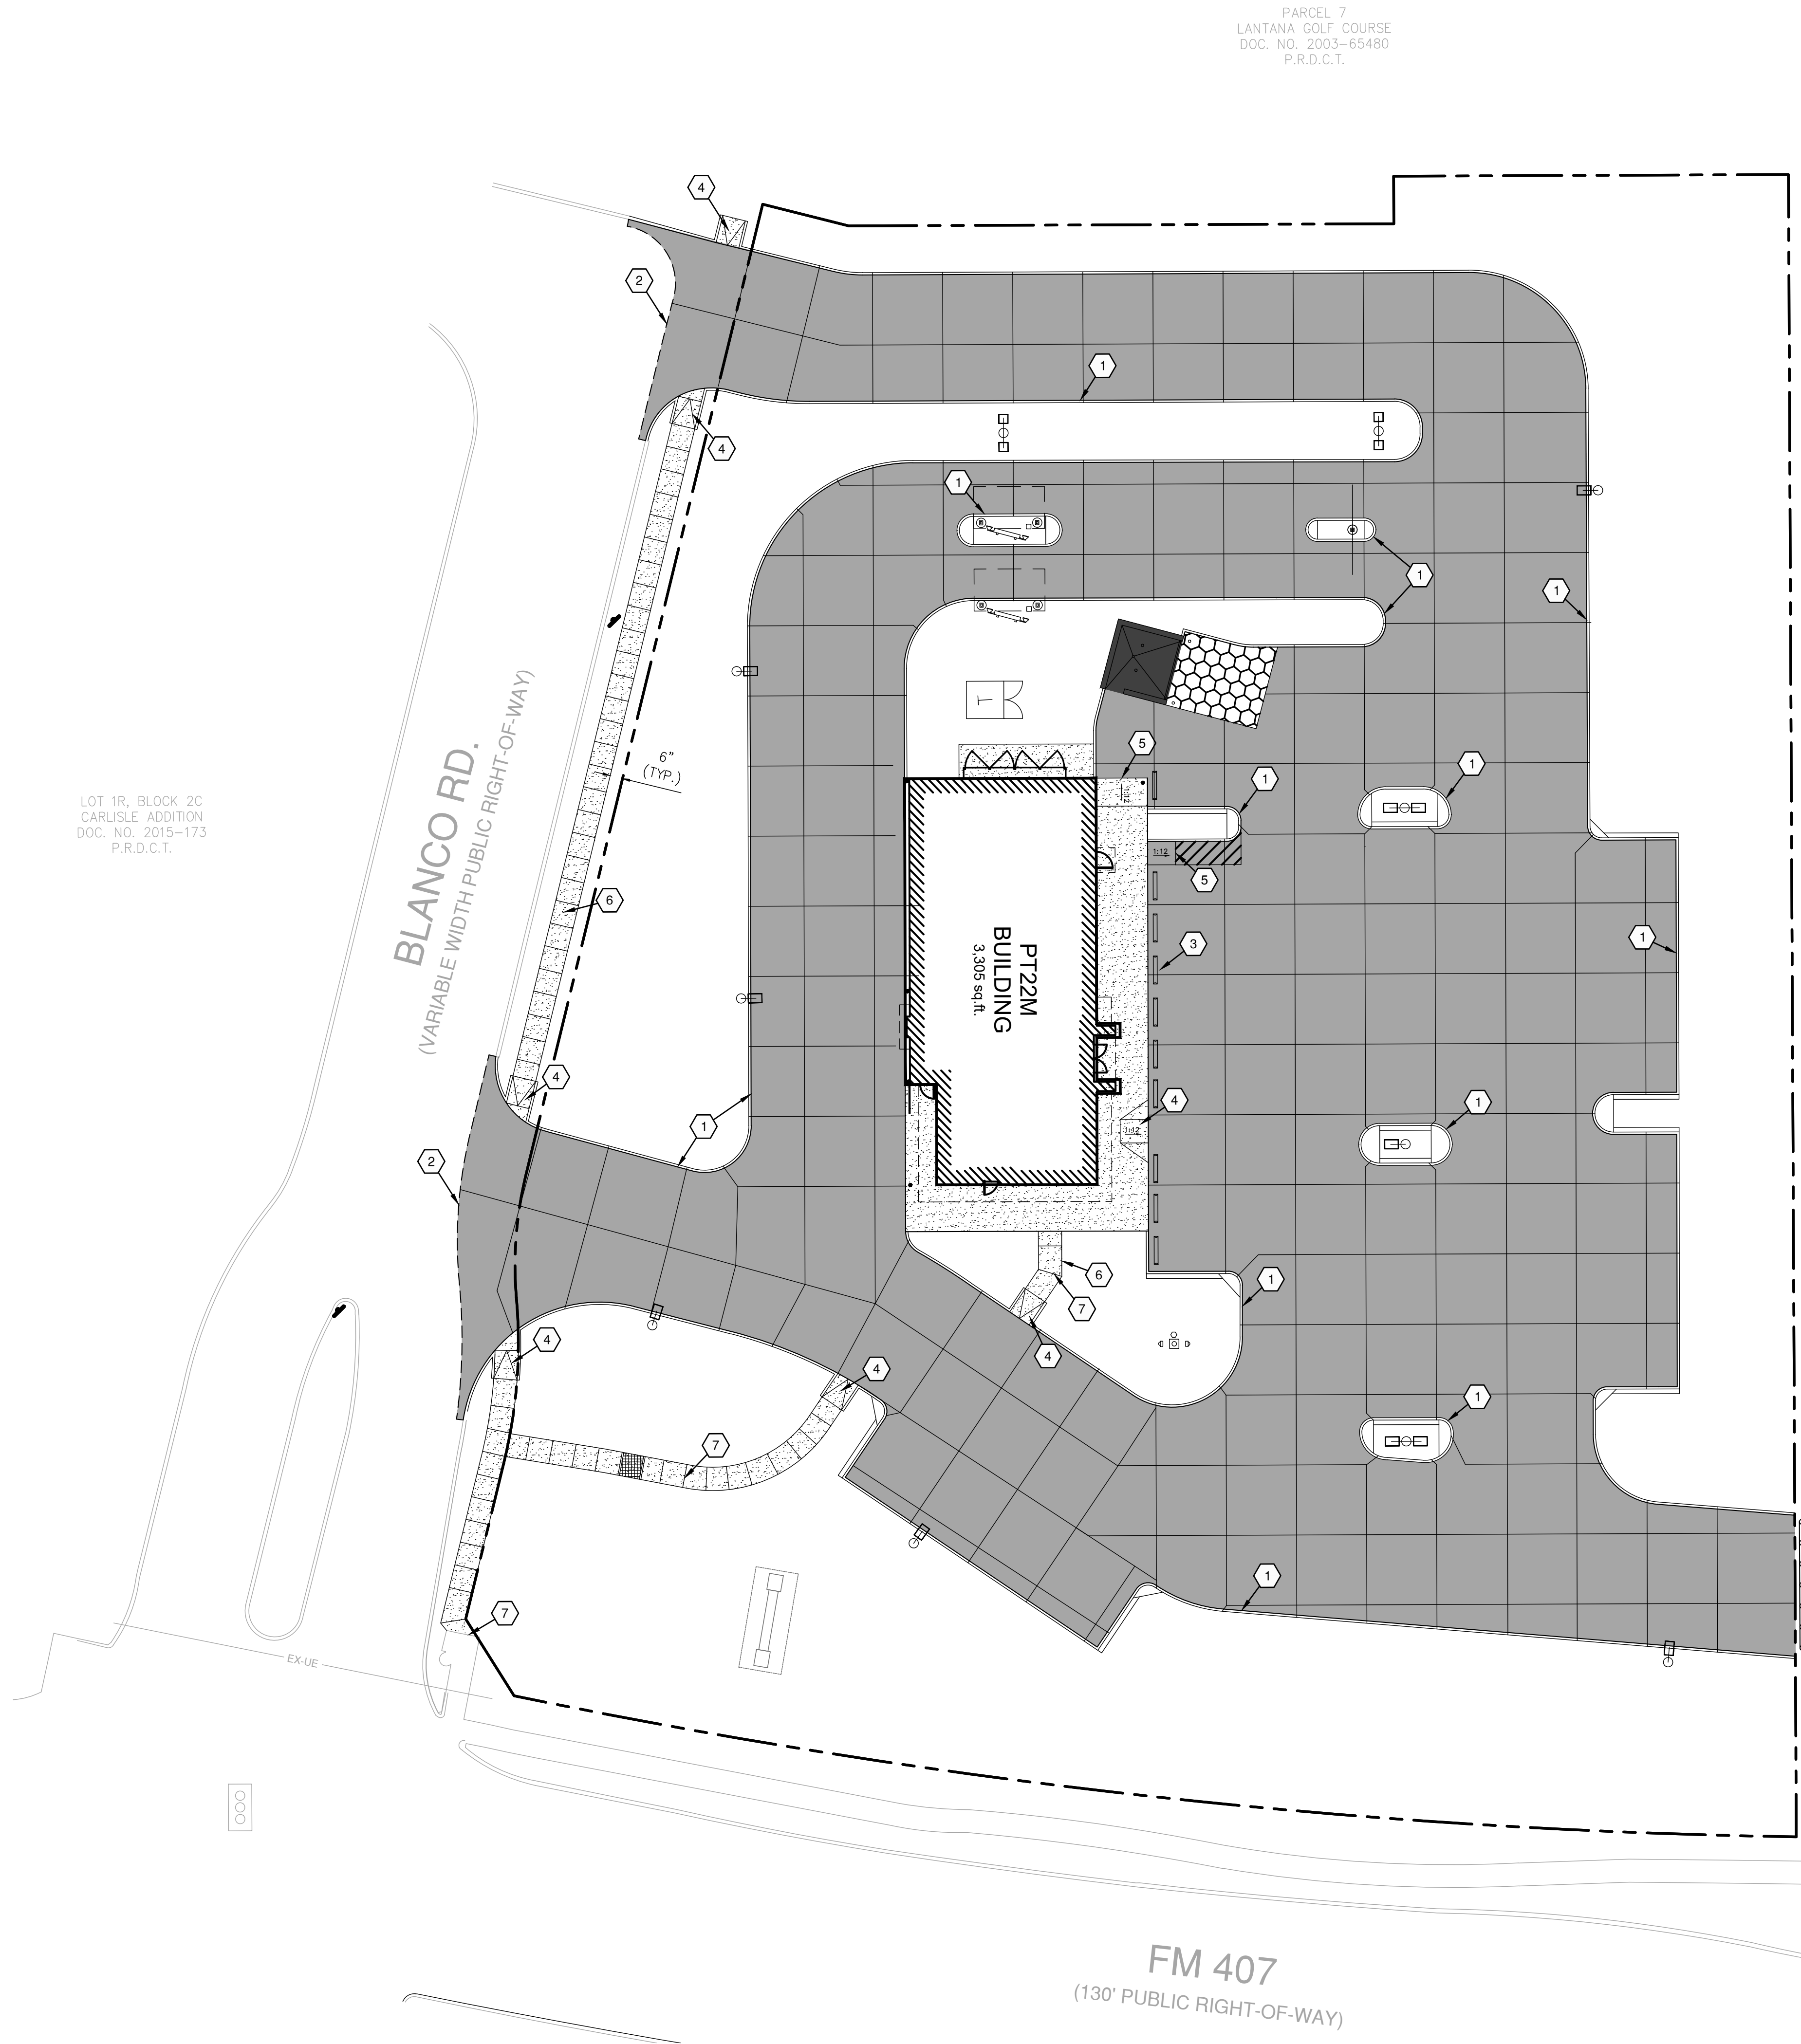 PARCEL 7
LANTANA GOLF COURSE
DOC. NO. 2003-65480
P.R.D.C.T.
4
2
1
4
1
1
1
6"
(TYP.)
BLANCO RD.
(VARIABLE WIDTH PUBLIC RIGHT-OF-WAY)
T
5
1
1
1:12
LOT 1R, BLOCK 2C
CARLISLE ADDITION
DOC. NO. 2015-173
P.R.D.C.T.
1:12
5
6
PT22M
BUILDING
3,305 sq.ft.
3
1
4
4
1:12
1
1
2
6
1
7
4
4
4
1
7
1
7
EX-UE
FM 407
(130' PUBLIC RIGHT-OF-WAY)